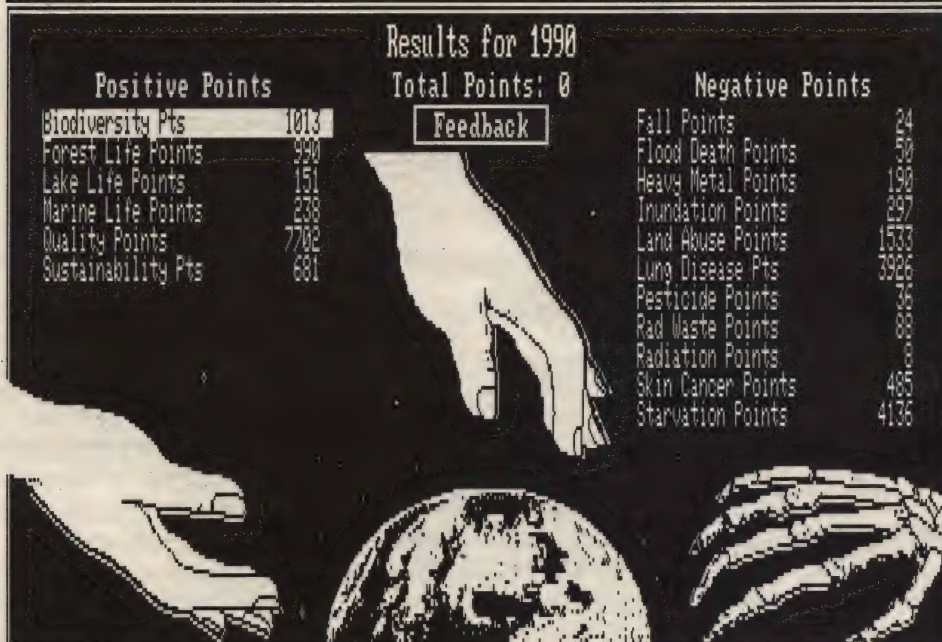 Results for 1990
Total Points: 0
Feedback
Positive Points
Biodiversity Pts 1013
Forest Life Points 990
Lake Life Points 151
Marine Life Points 238
Quality Points 7702
Sustainability Pts 681
Negative Points
Fall Points 24
Flood Death Points 50
Heavy Metal Points 190
Inundation Points 297
Land Abuse Points 1533
Lung Disease Pts 3926
Pesticide Points 36
Rad Waste Points 88
Radiation Points 8
Skin Cancer Points 485
Starvation Points 4136